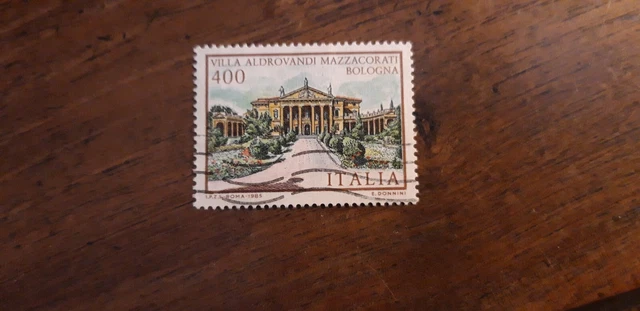 VILLA ALDROVANDI MAZZACORATI
400 BOLOGNA
ITALIA
I.P.Z.S. ROMA-1985 E. DONNINI